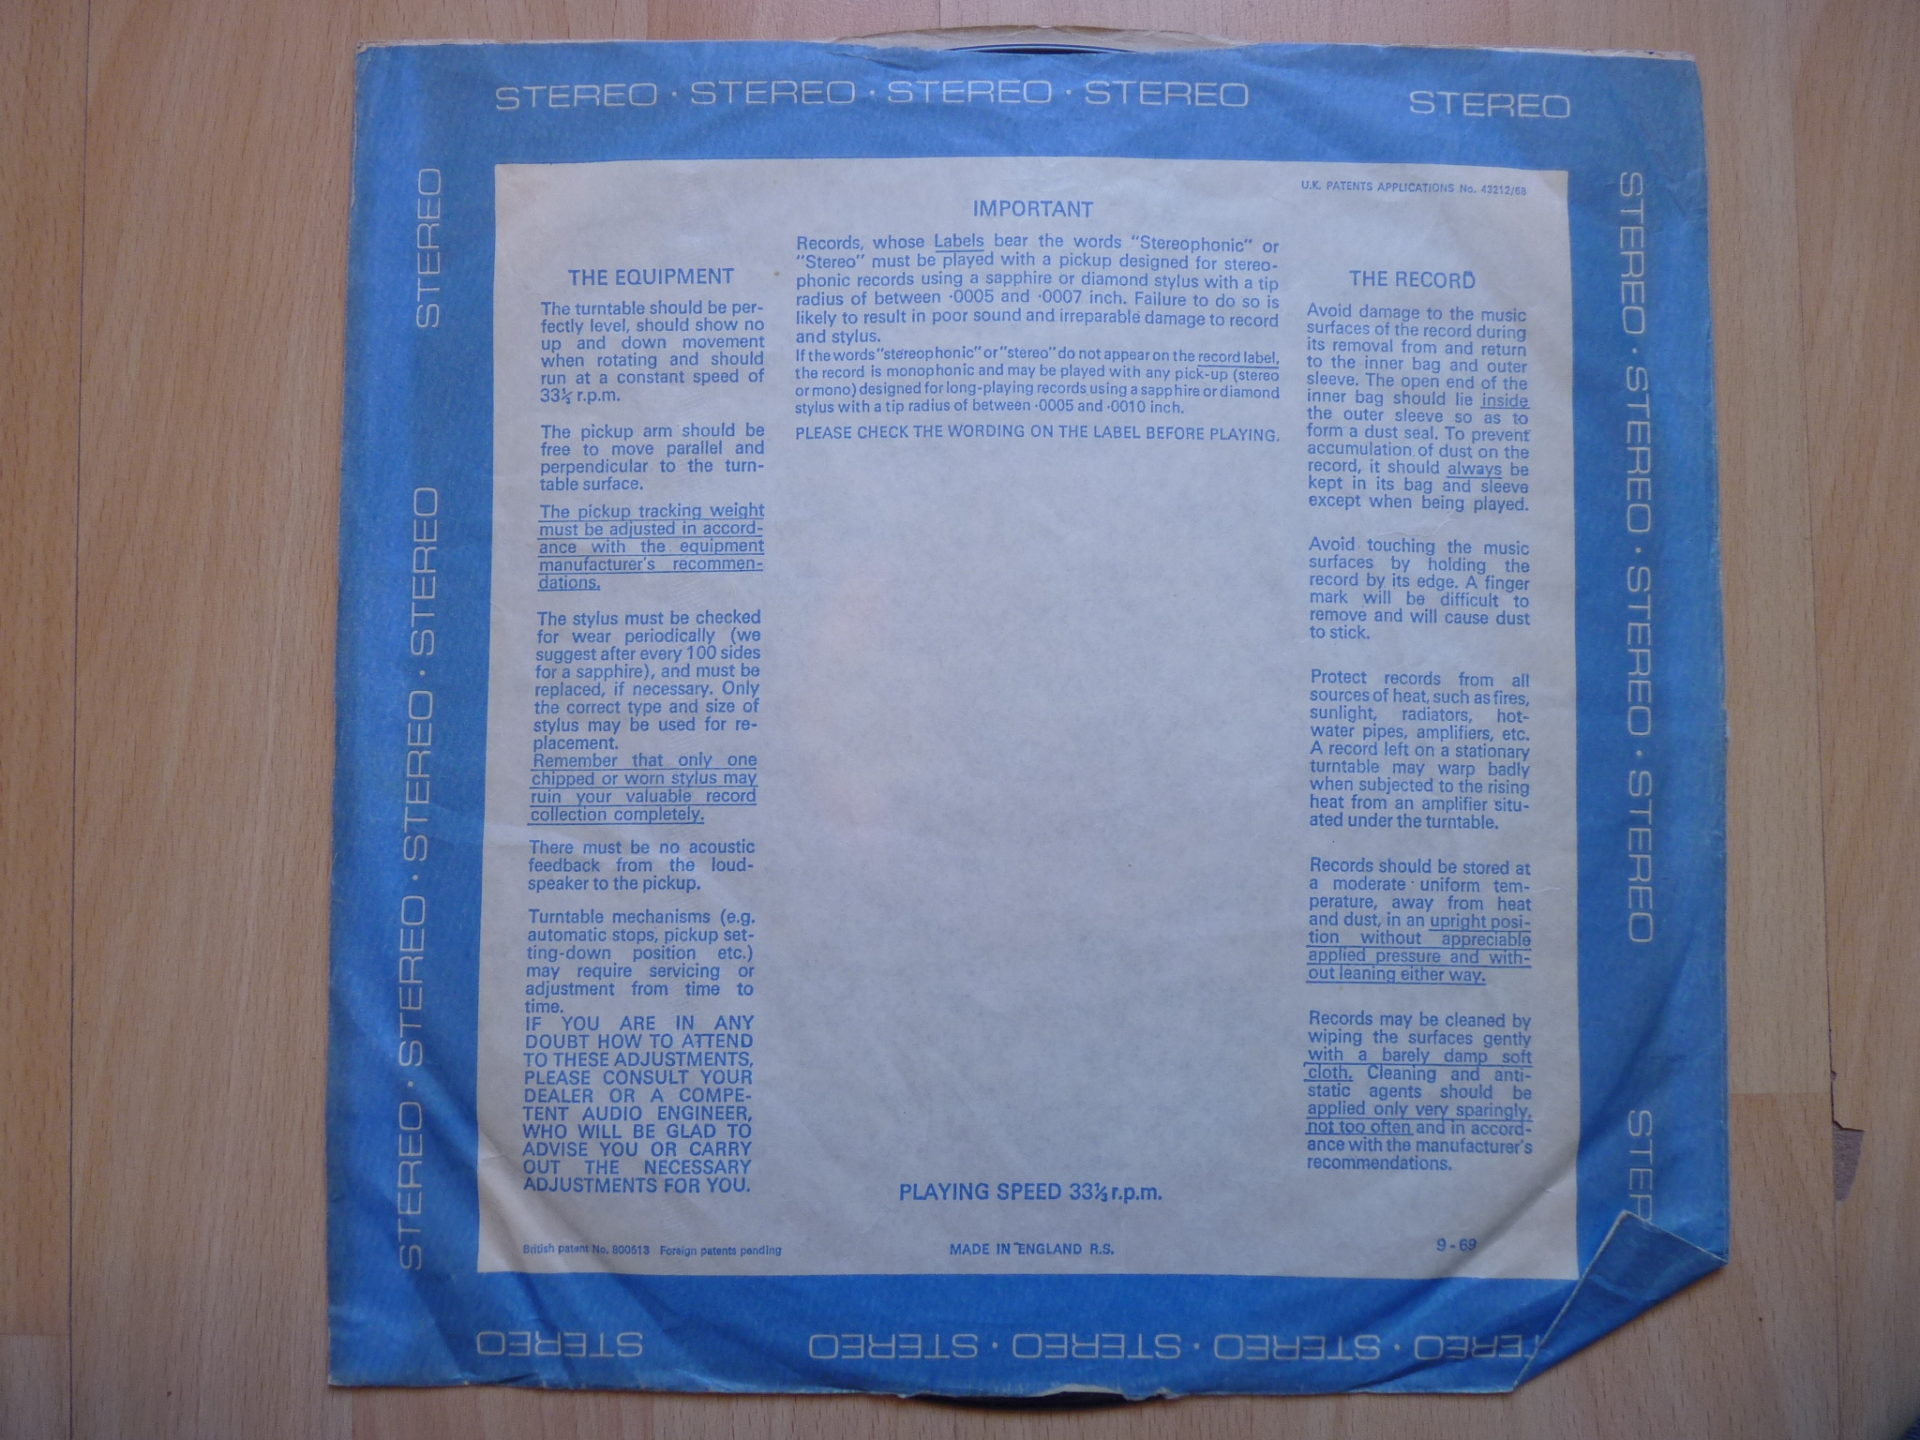 STEREO · STEREO · STEREO · STEREO STEREO
U.K. PATENTS APPLICATIONS No. 43212/68
IMPORTANT
Records, whose Labels bear the words "Stereophonic" or
"Stereo" must be played with a pickup designed for stereo-
phonic records using a sapphire or diamond stylus with a tip
radius of between ·0005 and ·0007 inch. Failure to do so is
likely to result in poor sound and irreparable damage to record
and stylus.
If the words "stereophonic" or "stereo" do not appear on the record label,
the record is monophonic and may be played with any pick-up (stereo
or mono) designed for long-playing records using a sapphire or diamond
stylus with a tip radius of between ·0005 and ·0010 inch.
PLEASE CHECK THE WORDING ON THE LABEL BEFORE PLAYING.
THE EQUIPMENT
The turntable should be per-
fectly level, should show no
up and down movement
when rotating and should
run at a constant speed of
33⅓ r.p.m.
The pickup arm should be
free to move parallel and
perpendicular to the turn-
table surface.
The pickup tracking weight
must be adjusted in accord-
ance with the equipment
manufacturer's recommen-
dations.
The stylus must be checked
for wear periodically (we
suggest after every 100 sides
for a sapphire), and must be
replaced, if necessary. Only
the correct type and size of
stylus may be used for re-
placement.
Remember that only one
chipped or worn stylus may
ruin your valuable record
collection completely.
There must be no acoustic
feedback from the loud-
speaker to the pickup.
Turntable mechanisms (e.g.
automatic stops, pickup set-
ting-down position etc.)
may require servicing or
adjustment from time to
time.
IF YOU ARE IN ANY
DOUBT HOW TO ATTEND
TO THESE ADJUSTMENTS,
PLEASE CONSULT YOUR
DEALER OR A COMPE-
TENT AUDIO ENGINEER,
WHO WILL BE GLAD TO
ADVISE YOU OR CARRY
OUT THE NECESSARY
ADJUSTMENTS FOR YOU.
THE RECORD
Avoid damage to the music
surfaces of the record during
its removal from and return
to the inner bag and outer
sleeve. The open end of the
inner bag should lie inside
the outer sleeve so as to
form a dust seal. To prevent
accumulation of dust on the
record, it should always be
kept in its bag and sleeve
except when being played.
Avoid touching the music
surfaces by holding the
record by its edge. A finger
mark will be difficult to
remove and will cause dust
to stick.
Protect records from all
sources of heat, such as fires,
sunlight, radiators, hot-
water pipes, amplifiers, etc.
A record left on a stationary
turntable may warp badly
when subjected to the rising
heat from an amplifier situ-
ated under the turntable.
Records should be stored at
a moderate uniform tem-
perature, away from heat
and dust, in an upright posi-
tion without appreciable
applied pressure and with-
out leaning either way.
Records may be cleaned by
wiping the surfaces gently
with a barely damp soft
cloth. Cleaning and anti-
static agents should be
applied only very sparingly,
not too often and in accord-
ance with the manufacturer's
recommendations.
PLAYING SPEED 33⅓ r.p.m.
British patent No. 800513 Foreign patents pending
MADE IN ENGLAND R.S.
9 - 69
STEREO · STEREO · STEREO · STEREO STEREO
STEREO · STEREO · STEREO · STEREO STER
TEREO · STEREO · STEREO · STEREO STEREO